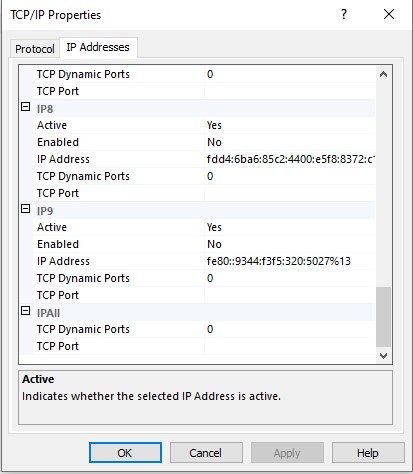 TCP/IP Properties ? ×
Protocol IP Addresses
TCP Dynamic Ports 0
TCP Port
IP8
Active Yes
Enabled No
IP Address fdd4:6ba6:85c2:4400:e5f8:8372:c1
TCP Dynamic Ports 0
TCP Port
IP9
Active Yes
Enabled No
IP Address fe80::9344:f3f5:320:5027%13
TCP Dynamic Ports 0
TCP Port
IPAll
TCP Dynamic Ports 0
TCP Port
Active
Indicates whether the selected IP Address is active.
OK Cancel Apply Help